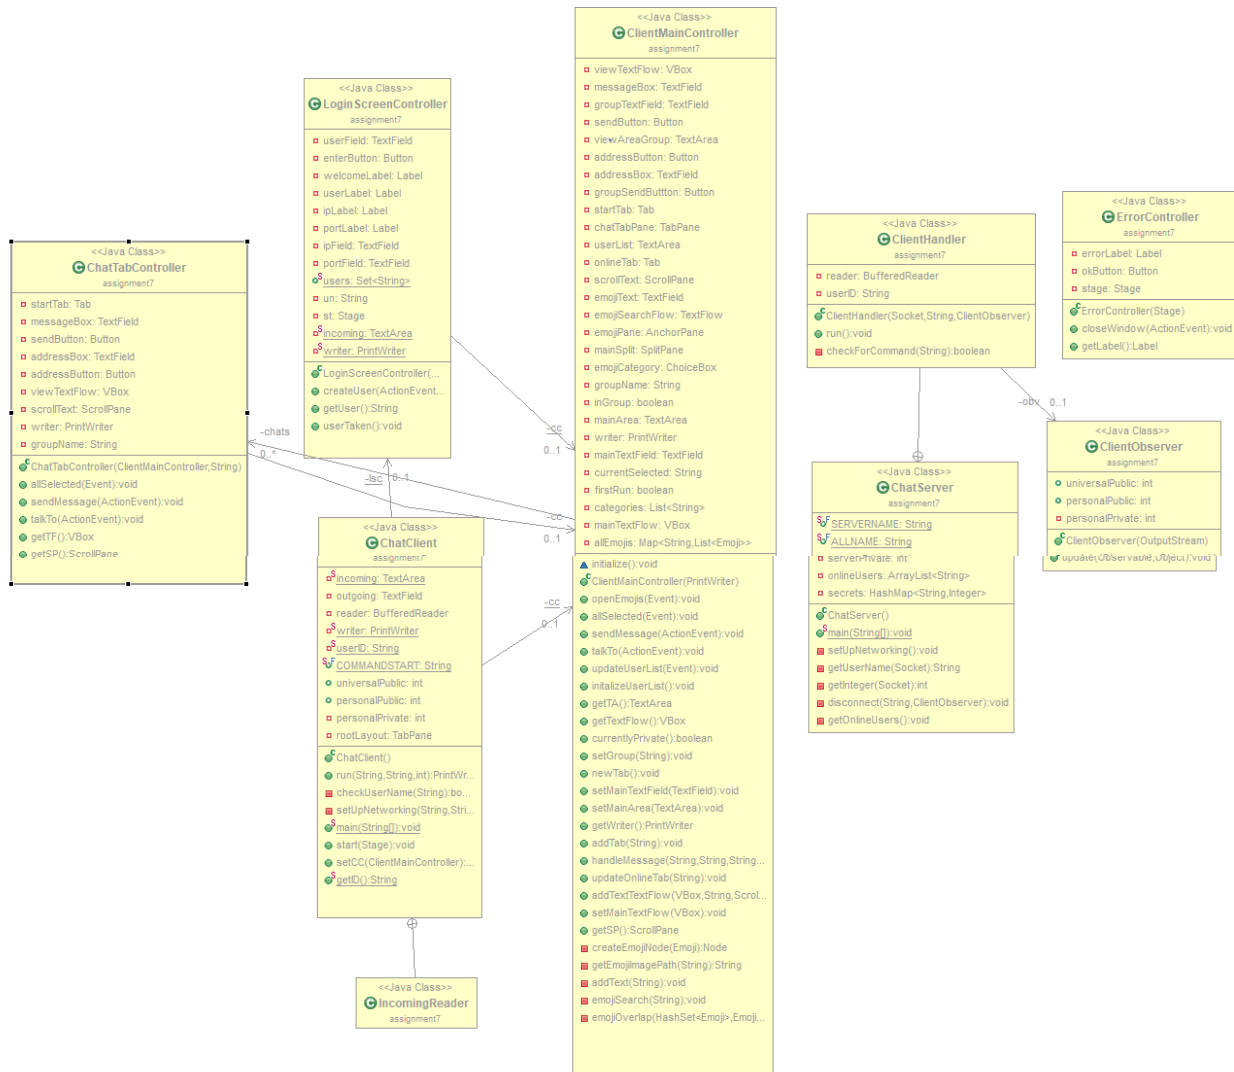 <<Java Class>>
ChatTabController
assignment7
startTab: Tab
messageBox: TextField
sendButton: Button
addressBox: TextField
addressButton: Button
viewTextFlow: VBox
scrollText: ScrollPane
writer: PrintWriter
groupName: String
ChatTabController(ClientMainController,String)
allSelected(Event):void
sendMessage(ActionEvent):void
talkTo(ActionEvent):void
getTF():VBox
getSP():ScrollPane
<<Java Class>>
LoginScreenController
assignment7
userField: TextField
enterButton: Button
welcomeLabel: Label
userLabel: Label
ipLabel: Label
portLabel: Label
ipField: TextField
portField: TextField
users: Set<String>
un: String
st: Stage
incoming: TextArea
writer: PrintWriter
LoginScreenController(...
createUser(ActionEvent...
getUser():String
userTaken():void
-chats
0..*
-lsc
0..1
-cc
0..1
-cc
0..1
-cc
0..1
<<Java Class>>
ChatClient
assignment7
incoming: TextArea
outgoing: TextField
reader: BufferedReader
writer: PrintWriter
userID: String
COMMANDSTART: String
universalPublic: int
personalPublic: int
personalPrivate: int
rootLayout: TabPane
ChatClient()
run(String,String,int):PrintWr...
checkUserName(String):bo...
setUpNetworking(String,Stri...
main(String[]):void
start(Stage):void
setCC(ClientMainController):...
getID():String
<<Java Class>>
IncomingReader
assignment7
<<Java Class>>
ClientMainController
assignment7
viewTextFlow: VBox
messageBox: TextField
groupTextField: TextField
sendButton: Button
viewAreaGroup: TextArea
addressButton: Button
addressBox: TextField
groupSendButtton: Button
startTab: Tab
chatTabPane: TabPane
userList: TextArea
onlineTab: Tab
scrollText: ScrollPane
emojiText: TextField
emojiSearchFlow: TextFlow
emojiPane: AnchorPane
mainSplit: SplitPane
emojiCategory: ChoiceBox
groupName: String
inGroup: boolean
mainArea: TextArea
writer: PrintWriter
mainTextField: TextField
currentSelected: String
firstRun: boolean
categories: List<String>
mainTextFlow: VBox
allEmojis: Map<String,List<Emoji>>
initialize():void
ClientMainController(PrintWriter)
openEmojis(Event):void
allSelected(Event):void
sendMessage(ActionEvent):void
talkTo(ActionEvent):void
updateUserList(Event):void
initalizeUserList():void
getTA():TextArea
getTextFlow():VBox
currentlyPrivate():boolean
setGroup(String):void
newTab():void
setMainTextField(TextField):void
setMainArea(TextArea):void
getWriter():PrintWriter
addTab(String):void
handleMessage(String,String,String...
updateOnlineTab(String):void
addTextTextFlow(VBox,String,Scrol...
setMainTextFlow(VBox):void
getSP():ScrollPane
createEmojiNode(Emoji):Node
getEmojiImagePath(String):String
addText(String):void
emojiSearch(String):void
emojiOverlap(HashSet<Emoji>,Emoji...
<<Java Class>>
ClientHandler
assignment7
reader: BufferedReader
userID: String
ClientHandler(Socket,String,ClientObserver)
run():void
checkForCommand(String):boolean
-obv
0..1
<<Java Class>>
ChatServer
assignment7
SERVERNAME: String
ALLNAME: String
serverPrivate: int
onlineUsers: ArrayList<String>
secrets: HashMap<String,Integer>
ChatServer()
main(String[]):void
setUpNetworking():void
getUserName(Socket):String
getInteger(Socket):int
disconnect(String,ClientObserver):void
getOnlineUsers():void
<<Java Class>>
ErrorController
assignment7
errorLabel: Label
okButton: Button
stage: Stage
ErrorController(Stage)
closeWindow(ActionEvent):void
getLabel():Label
<<Java Class>>
ClientObserver
assignment7
universalPublic: int
personalPublic: int
personalPrivate: int
ClientObserver(OutputStream)
update(Observable,Object):void